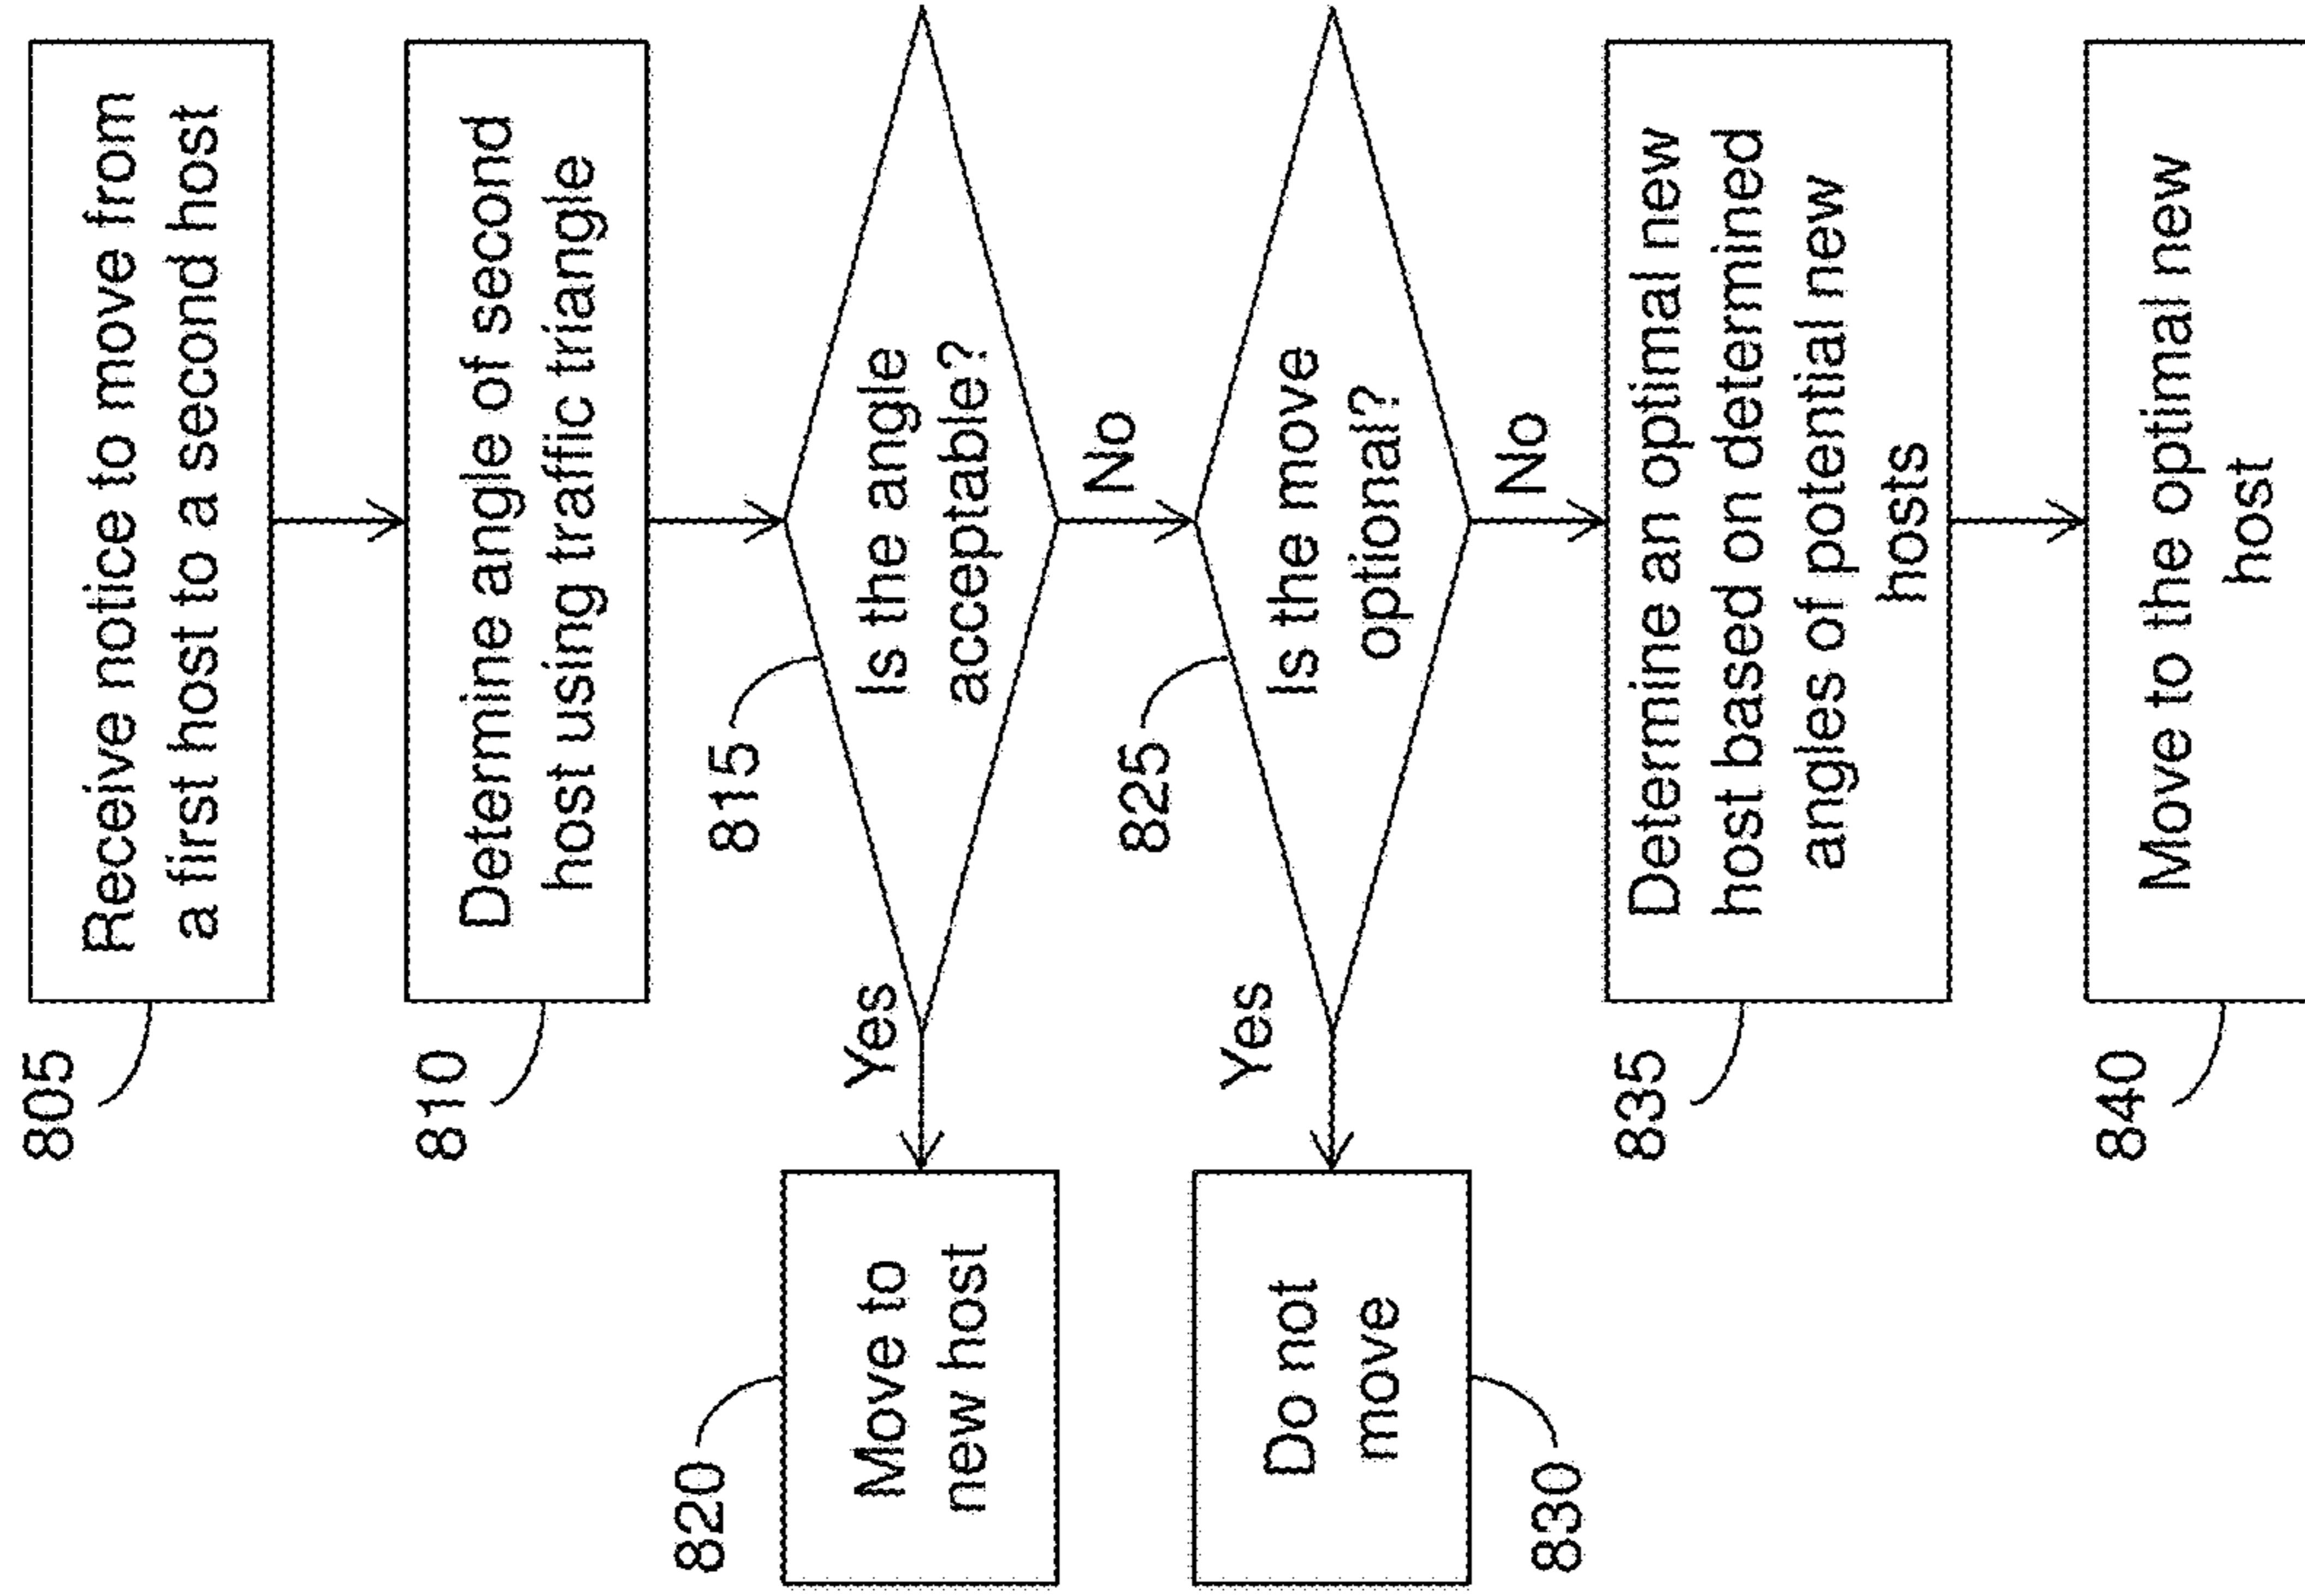 805
Receive notice to move from
a first host to a second host
810
Determine angle of second
host using traffic triangle
815
Is the angle
acceptable?
Yes
No
820
Move to
new host
825
Is the move
optional?
Yes
No
830
Do not
move
835
Determine an optimal new
host based on determined
angles of potential new
hosts
840
Move to the optimal new
host